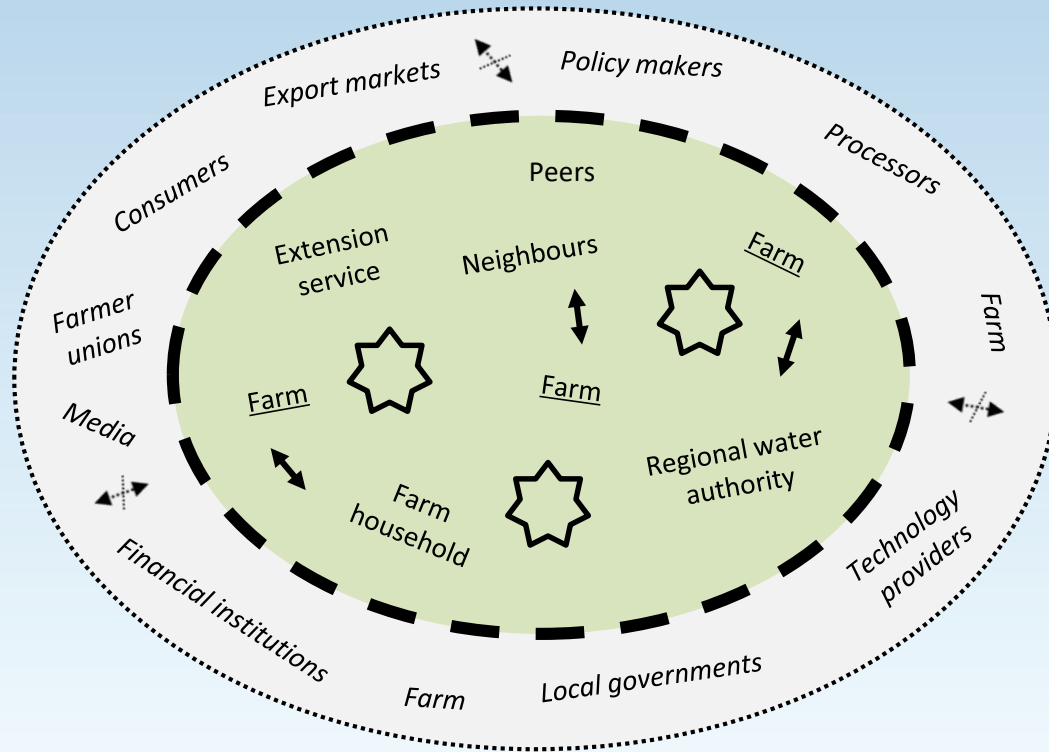 Export markets
Policy makers
Processors
Consumers
Peers
Extension
service
Neighbours
Farm
Farmer
unions
Farm
Farm
Farm
Media
Regional water
authority
Farm
household
Technology
providers
Financial institutions
Farm
Local governments